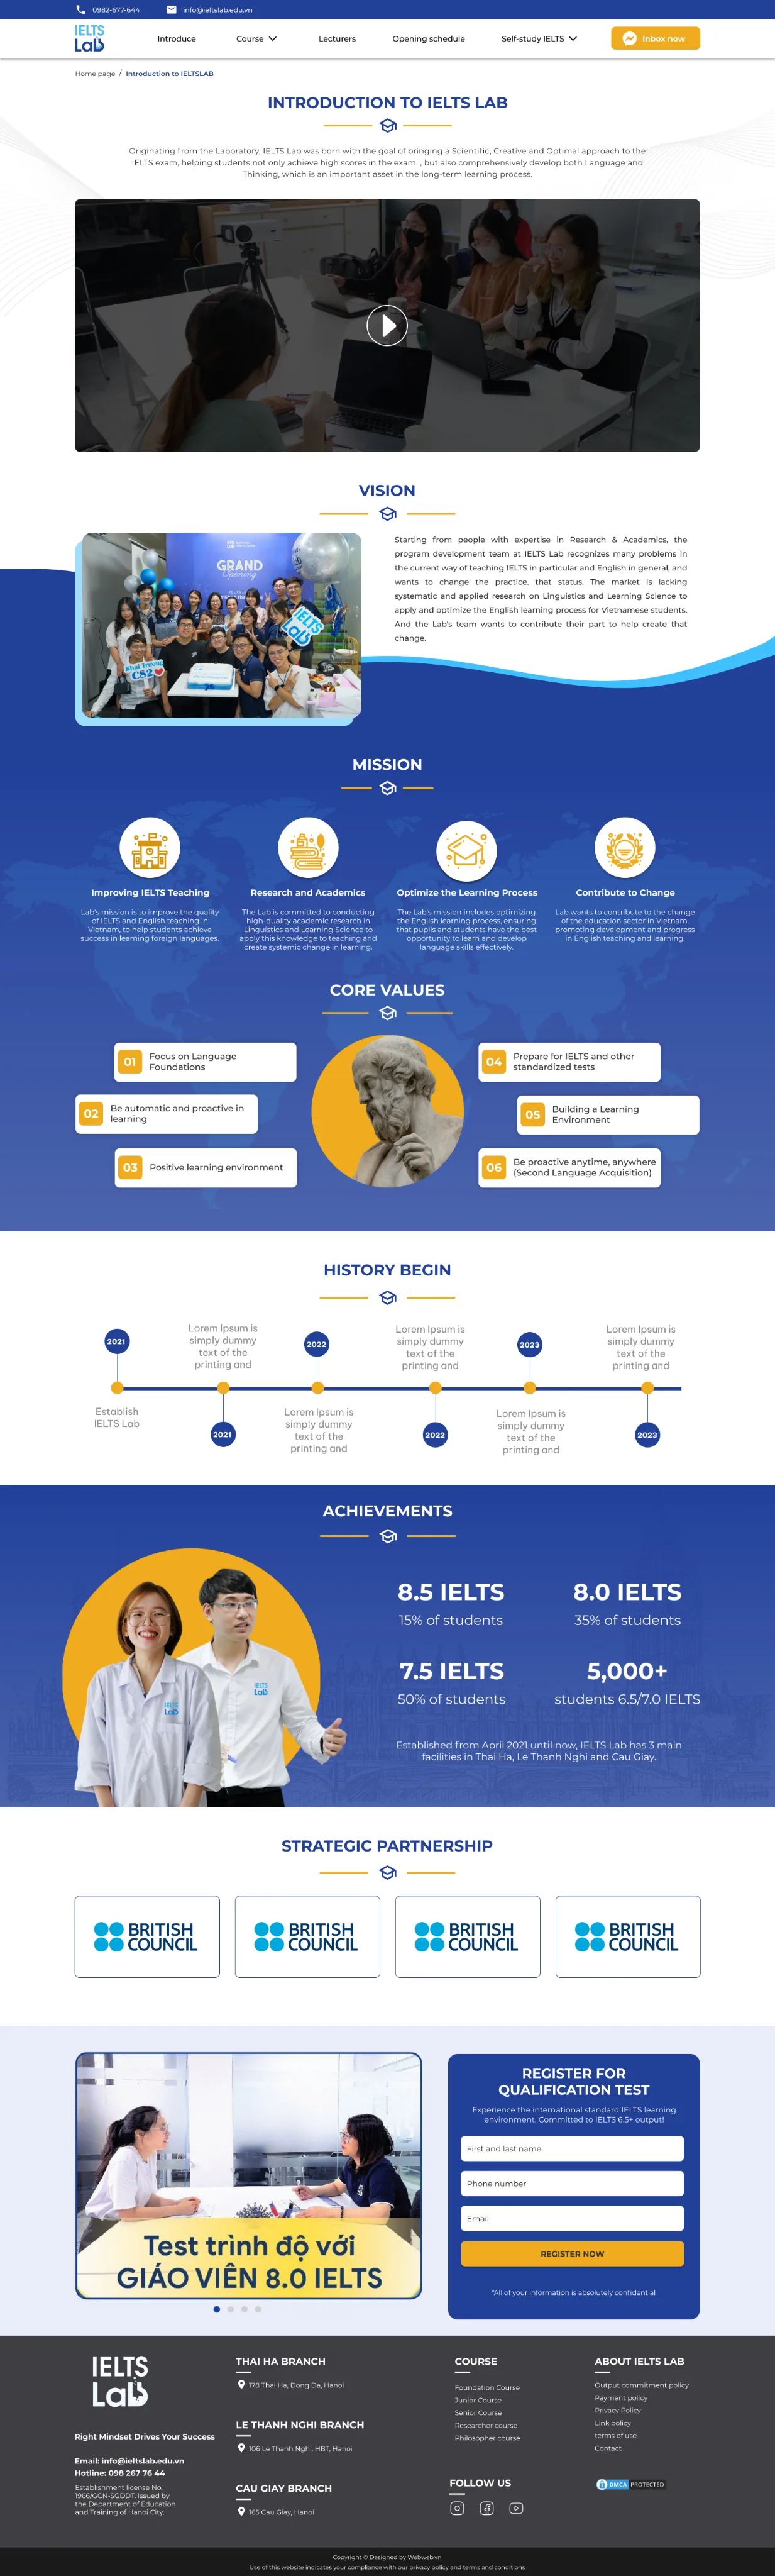 0982-677-644
info@ieltslab.edu.vn
IELTS
Lab
Introduce
Course
Lecturers
Opening schedule
Self-study IELTS
Inbox now
Home page / Introduction to IELTSLAB
INTRODUCTION TO IELTS LAB
Originating from the Laboratory, IELTS Lab was born with the goal of bringing a Scientific, Creative and Optimal approach to the
IELTS exam, helping students not only achieve high scores in the exam. , but also comprehensively develop both Language and
Thinking, which is an important asset in the long-term learning process.
VISION
GRAND
Opening
IELTS
Lab
Khai Trương
CS2
Starting from people with expertise in Research & Academics, the
program development team at IELTS Lab recognizes many problems in
the current way of teaching IELTS in particular and English in general, and
wants to change the practice. that status. The market is lacking
systematic and applied research on Linguistics and Learning Science to
apply and optimize the English learning process for Vietnamese students.
And the Lab's team wants to contribute their part to help create that
change.
MISSION
Improving IELTS Teaching
Lab's mission is to improve the quality
of IELTS and English teaching in
Vietnam, to help students achieve
success in learning foreign languages.
Research and Academics
The Lab is committed to conducting
high-quality academic research in
Linguistics and Learning Science to
apply this knowledge to teaching and
create systemic change in learning.
Optimize the Learning Process
The Lab's mission includes optimizing
the English learning process, ensuring
that pupils and students have the best
opportunity to learn and develop
language skills effectively.
Contribute to Change
Lab wants to contribute to the change
of the education sector in Vietnam,
promoting development and progress
in English teaching and learning.
CORE VALUES
01
Focus on Language
Foundations
02
Be automatic and proactive in
learning
03
Positive learning environment
04
Prepare for IELTS and other
standardized tests
05
Building a Learning
Environment
06
Be proactive anytime, anywhere
(Second Language Acquisition)
HISTORY BEGIN
2021
Establish
IELTS Lab
Lorem Ipsum is
simply dummy
text of the
printing and
2021
2022
Lorem Ipsum is
simply dummy
text of the
printing and
Lorem Ipsum is
simply dummy
text of the
printing and
2022
2023
Lorem Ipsum is
simply dummy
text of the
printing and
Lorem Ipsum is
simply dummy
text of the
printing and
2023
ACHIEVEMENTS
IELTS
Lab
IELTS
Lab
8.5 IELTS
15% of students
8.0 IELTS
35% of students
7.5 IELTS
50% of students
5,000+
students 6.5/7.0 IELTS
Established from April 2021 until now, IELTS Lab has 3 main
facilities in Thai Ha, Le Thanh Nghi and Cau Giay.
STRATEGIC PARTNERSHIP
BRITISH
COUNCIL
BRITISH
COUNCIL
BRITISH
COUNCIL
BRITISH
COUNCIL
Test trình độ với
GIÁO VIÊN 8.0 IELTS
REGISTER FOR
QUALIFICATION TEST
Experience the international standard IELTS learning
environment, Committed to IELTS 6.5+ output!
First and last name
Phone number
Email
REGISTER NOW
*All of your information is absolutely confidential
IELTS
Lab
Right Mindset Drives Your Success
Email: info@ieltslab.edu.vn
Hotline: 098 267 76 44
Establishment license No.
1966/GCN-SGDDT. Issued by
the Department of Education
and Training of Hanoi City.
THAI HA BRANCH
178 Thai Ha, Dong Da, Hanoi
LE THANH NGHI BRANCH
106 Le Thanh Nghi, HBT, Hanoi
CAU GIAY BRANCH
165 Cau Giay, Hanoi
COURSE
Foundation Course
Junior Course
Senior Course
Researcher course
Philosopher course
FOLLOW US
ABOUT IELTS LAB
Output commitment policy
Payment policy
Privacy Policy
Link policy
terms of use
Contact
DMCA PROTECTED
Copyright © Designed by Webweb.vn
Use of this website indicates your compliance with our privacy policy and terms and conditions